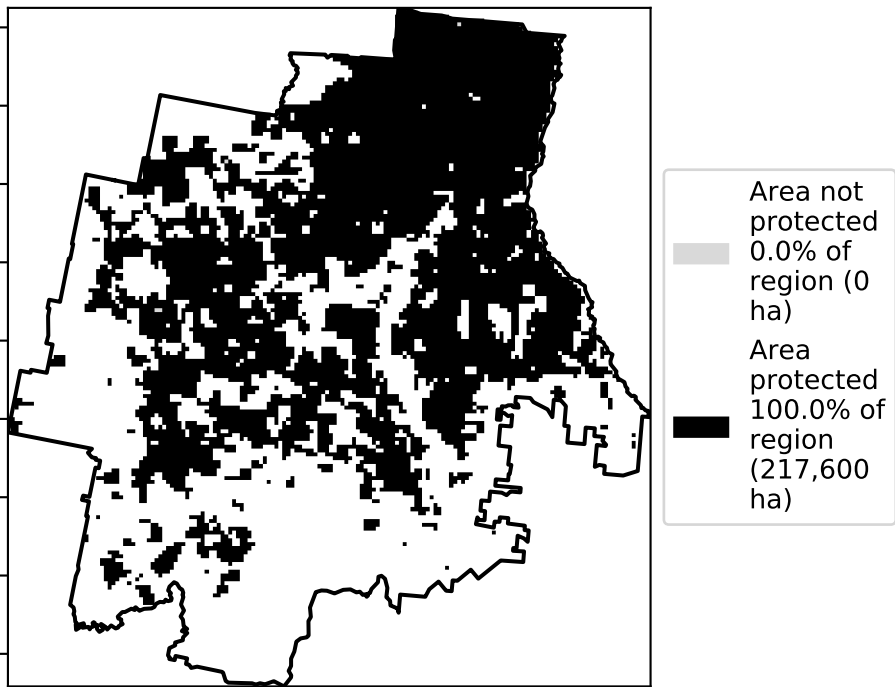 Area not
protected
0.0% of
region (0
ha)
Area
protected
100.0% of
region
(217,600
ha)